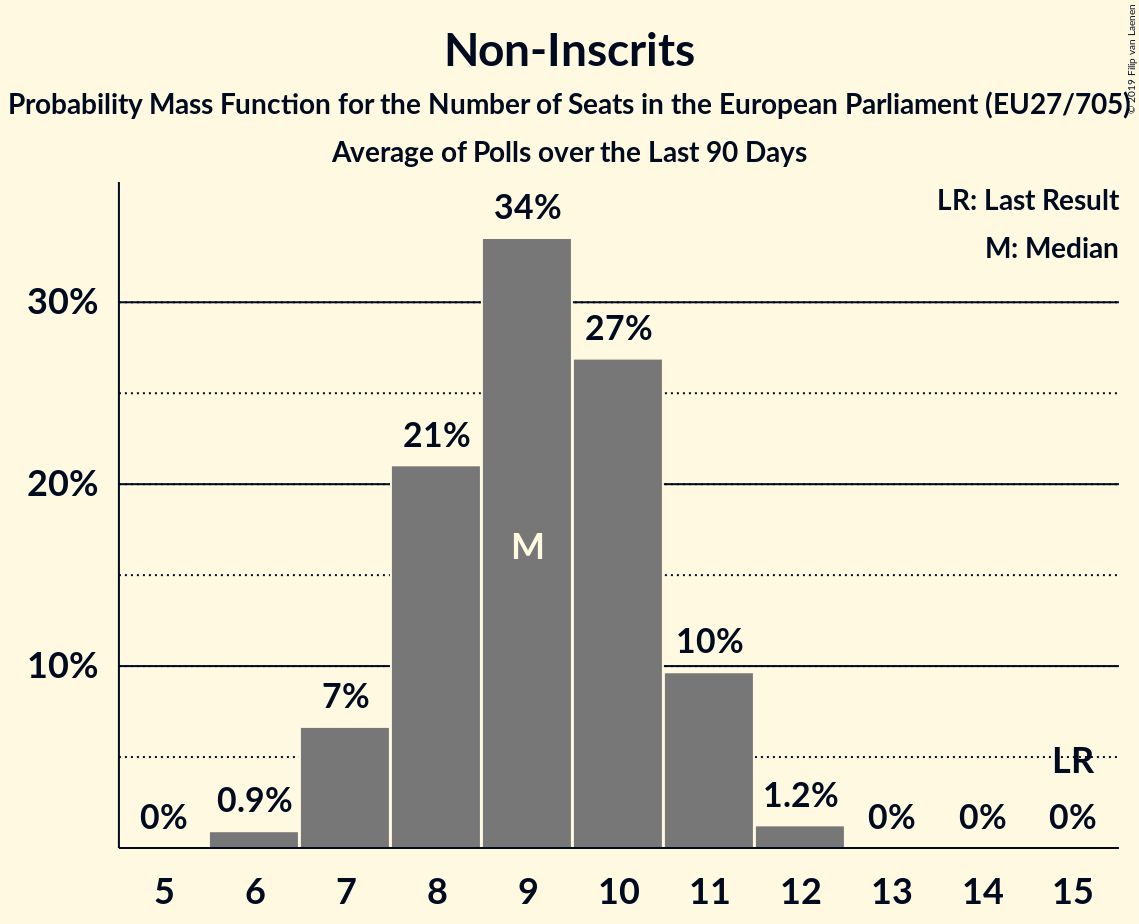 Non-Inscrits
Probability Mass Function for the Number of Seats in the European Parliament (EU27/705)
Average of Polls over the Last 90 Days
© 2019 Filip van Laenen
LR: Last Result
M: Median
34%
30%
27%
21%
20%
M
10%
10%
7%
LR
0%
0.9%
1.2%
0%
0%
0%
5 6 7 8 9 10 11 12 13 14 15